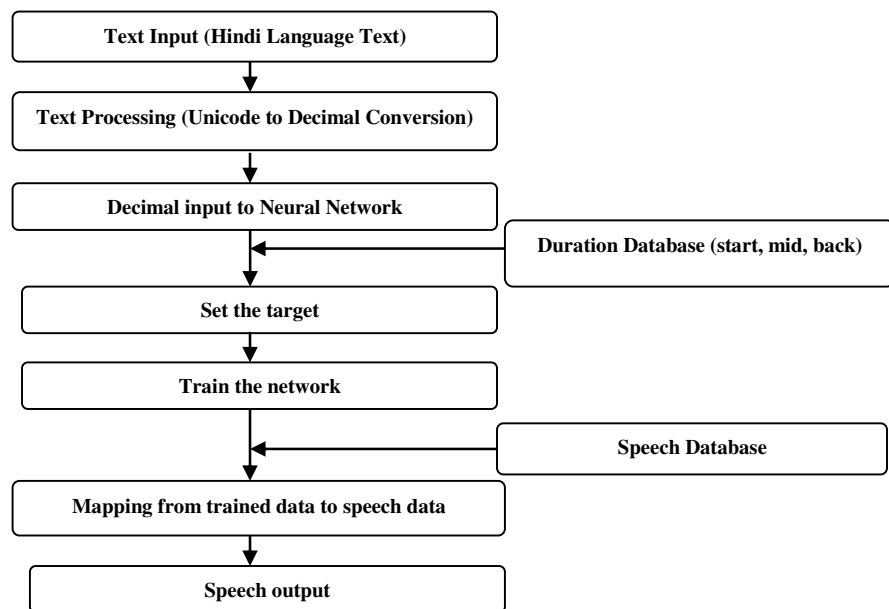 Text Input (Hindi Language Text)
Text Processing (Unicode to Decimal Conversion)
Decimal input to Neural Network
Duration Database (start, mid, back)
Set the target
Train the network
Speech Database
Mapping from trained data to speech data
Speech output